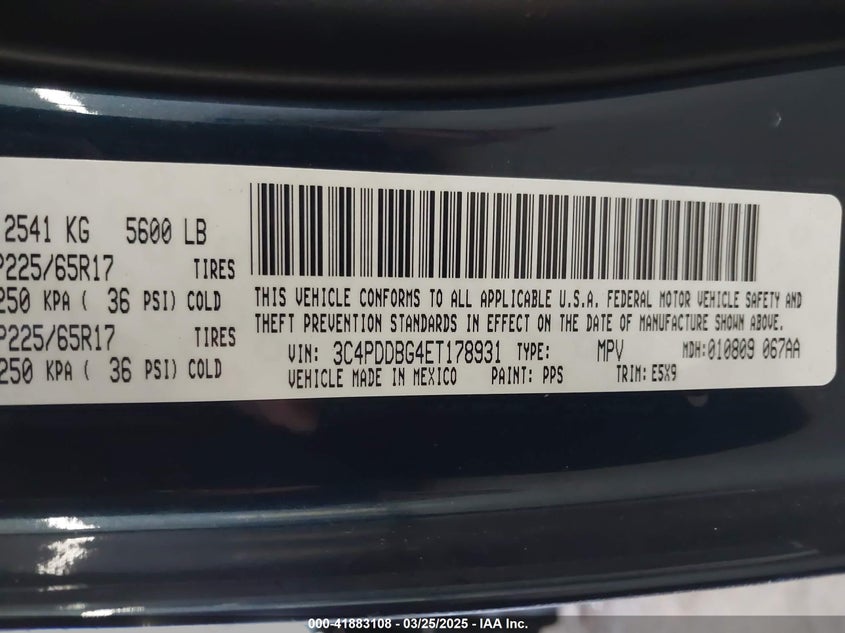 2541 KG 5600 LB
P225/65R17 TIRES
250 KPA ( 36 PSI) COLD
P225/65R17 TIRES
250 KPA ( 36 PSI) COLD
THIS VEHICLE CONFORMS TO ALL APPLICABLE U.S.A. FEDERAL MOTOR VEHICLE SAFETY AND
THEFT PREVENTION STANDARDS IN EFFECT ON THE DATE OF MANUFACTURE SHOWN ABOVE.
VIN: 3C4PDDBG4ET178931 TYPE: MPV MDH:010809 067AA
VEHICLE MADE IN MEXICO PAINT: PPS TRIM: E5X9
000-41883108 - 03/25/2025 - IAA Inc.